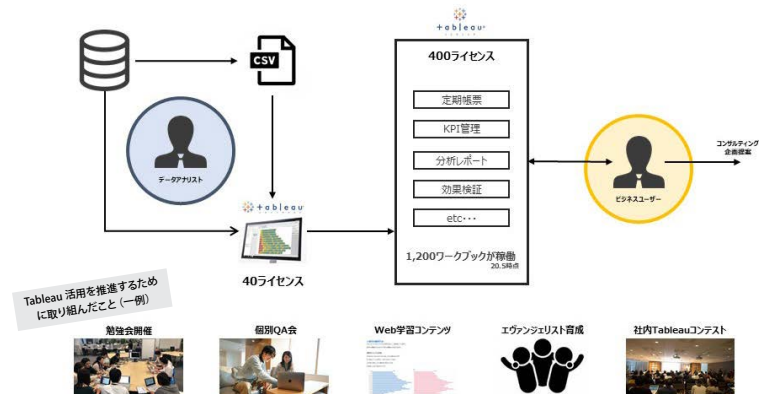 +ableau
400ライセンス
CSV
定期帳票
KPI管理
分析レポート
効果検証
etc・・・
1,200ワークブックが稼働
20.5時点
データアナリスト
+ableau
40ライセンス
ビジネスユーザー
コンサルティング
企画提案
Tableau 活用を推進するため
に取り組んだこと（一例）
勉強会開催
個別QA会
Web学習コンテンツ
エヴァンジェリスト育成
社内Tableauコンテスト